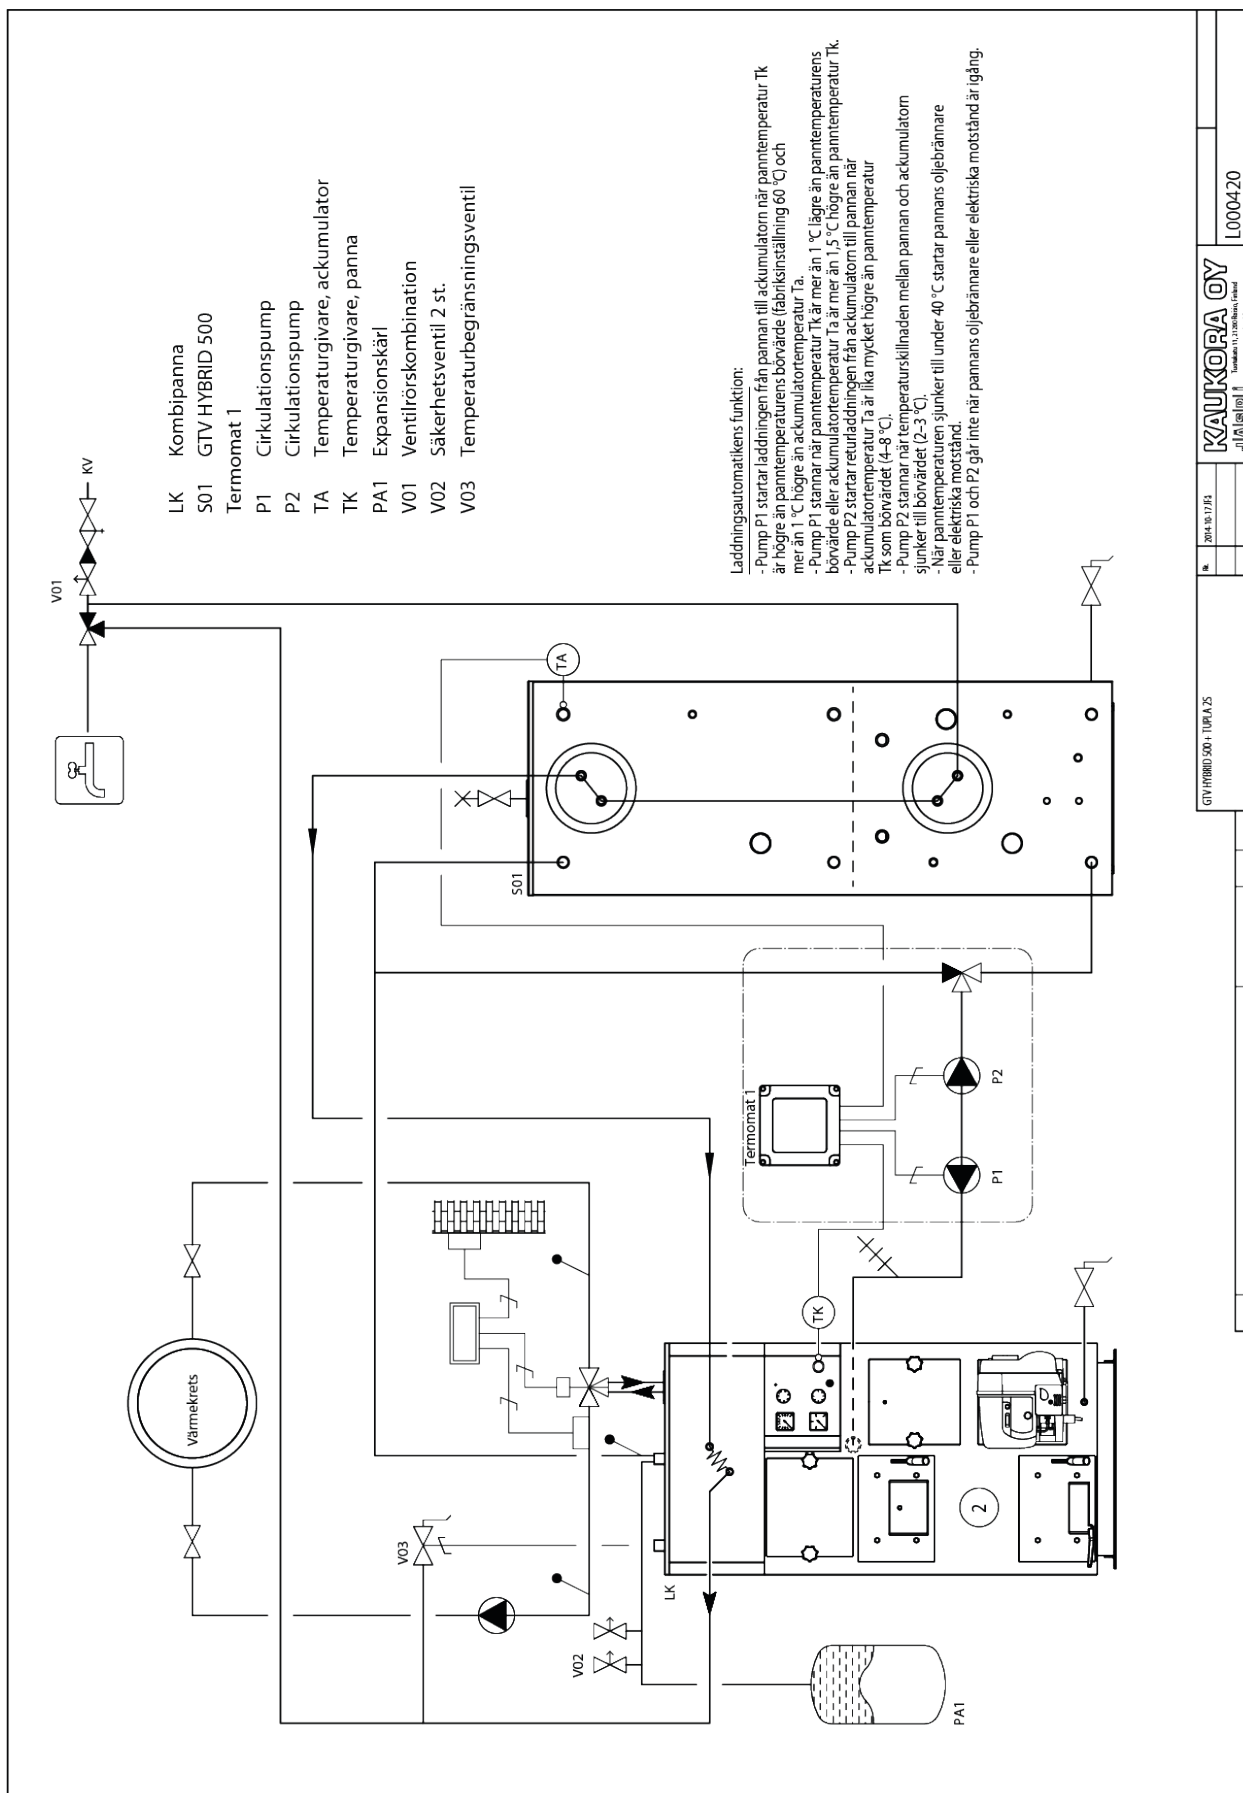 Värmekrets
V03
V02
PA1
LK
2
TK
Termomat 1
P1
P2
S01
TA
V01
KV
LK Kombipanna
S01 GTV HYBRID 500
Termomat 1
P1 Cirkulationspump
P2 Cirkulationspump
TA Temperaturgivare, ackumulator
TK Temperaturgivare, panna
PA1 Expansionskärl
V01 Ventilrörskombination
V02 Säkerhetsventil 2 st.
V03 Temperaturbegränsningsventil
Laddningsautomatikens funktion:
- Pump P1 startar laddningen från pannan till ackumulatorn när panntemperatur Tk
är högre än panntemperaturens börvärde (fabriksinställning 60 °C) och
mer än 1 °C högre än ackumulatortemperatur Ta.
- Pump P1 stannar när panntemperatur Tk är mer än 1 °C lägre än panntemperaturens
börvärde eller ackumulatortemperatur Ta är mer än 1,5 °C högre än panntemperatur Tk.
- Pump P2 startar returladdningen från ackumulatorn till pannan när
ackumulatortemperatur Ta är lika mycket högre än panntemperatur
Tk som börvärdet (4–8 °C).
- Pump P2 stannar när temperaturskillnaden mellan pannan och ackumulatorn
sjunker till börvärdet (2–3 °C).
- När panntemperaturen sjunker till under 40 °C startar pannans oljebrännare
eller elektriska motstånd.
- Pump P1 och P2 går inte när pannans oljebrännare eller elektriska motstånd är igång.
GTV HYBRID 500 + TUPLA 2S
2014-10-17/FJ
KAUKORA OY
L000420